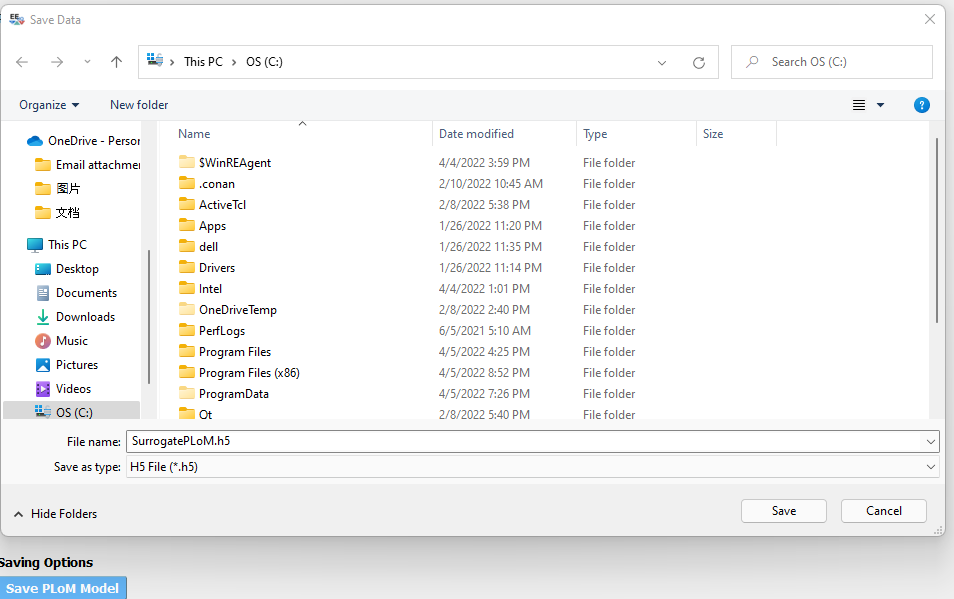 Save Data
This PC > OS (C:)
Search OS (C:)
Organize
New folder
?
Name Date modified Type Size
OneDrive - Person
Email attachmer
图片
文档
This PC
Desktop
Documents
Downloads
Music
Pictures
Videos
OS (C:)
$WinREAgent 4/4/2022 3:59 PM File folder
.conan 2/10/2022 10:45 AM File folder
ActiveTcl 2/8/2022 5:38 PM File folder
Apps 1/26/2022 11:20 PM File folder
dell 1/26/2022 11:35 PM File folder
Drivers 1/26/2022 11:14 PM File folder
Intel 4/4/2022 1:01 PM File folder
OneDriveTemp 2/8/2022 2:40 PM File folder
PerfLogs 6/5/2021 5:10 AM File folder
Program Files 4/5/2022 4:25 PM File folder
Program Files (x86) 4/5/2022 8:52 PM File folder
ProgramData 4/5/2022 7:26 PM File folder
Qt 2/8/2022 5:40 PM File folder
File name: SurrogatePLoM.h5
Save as type: H5 File (*.h5)
Hide Folders
Save
Cancel
Saving Options
Save PLoM Model